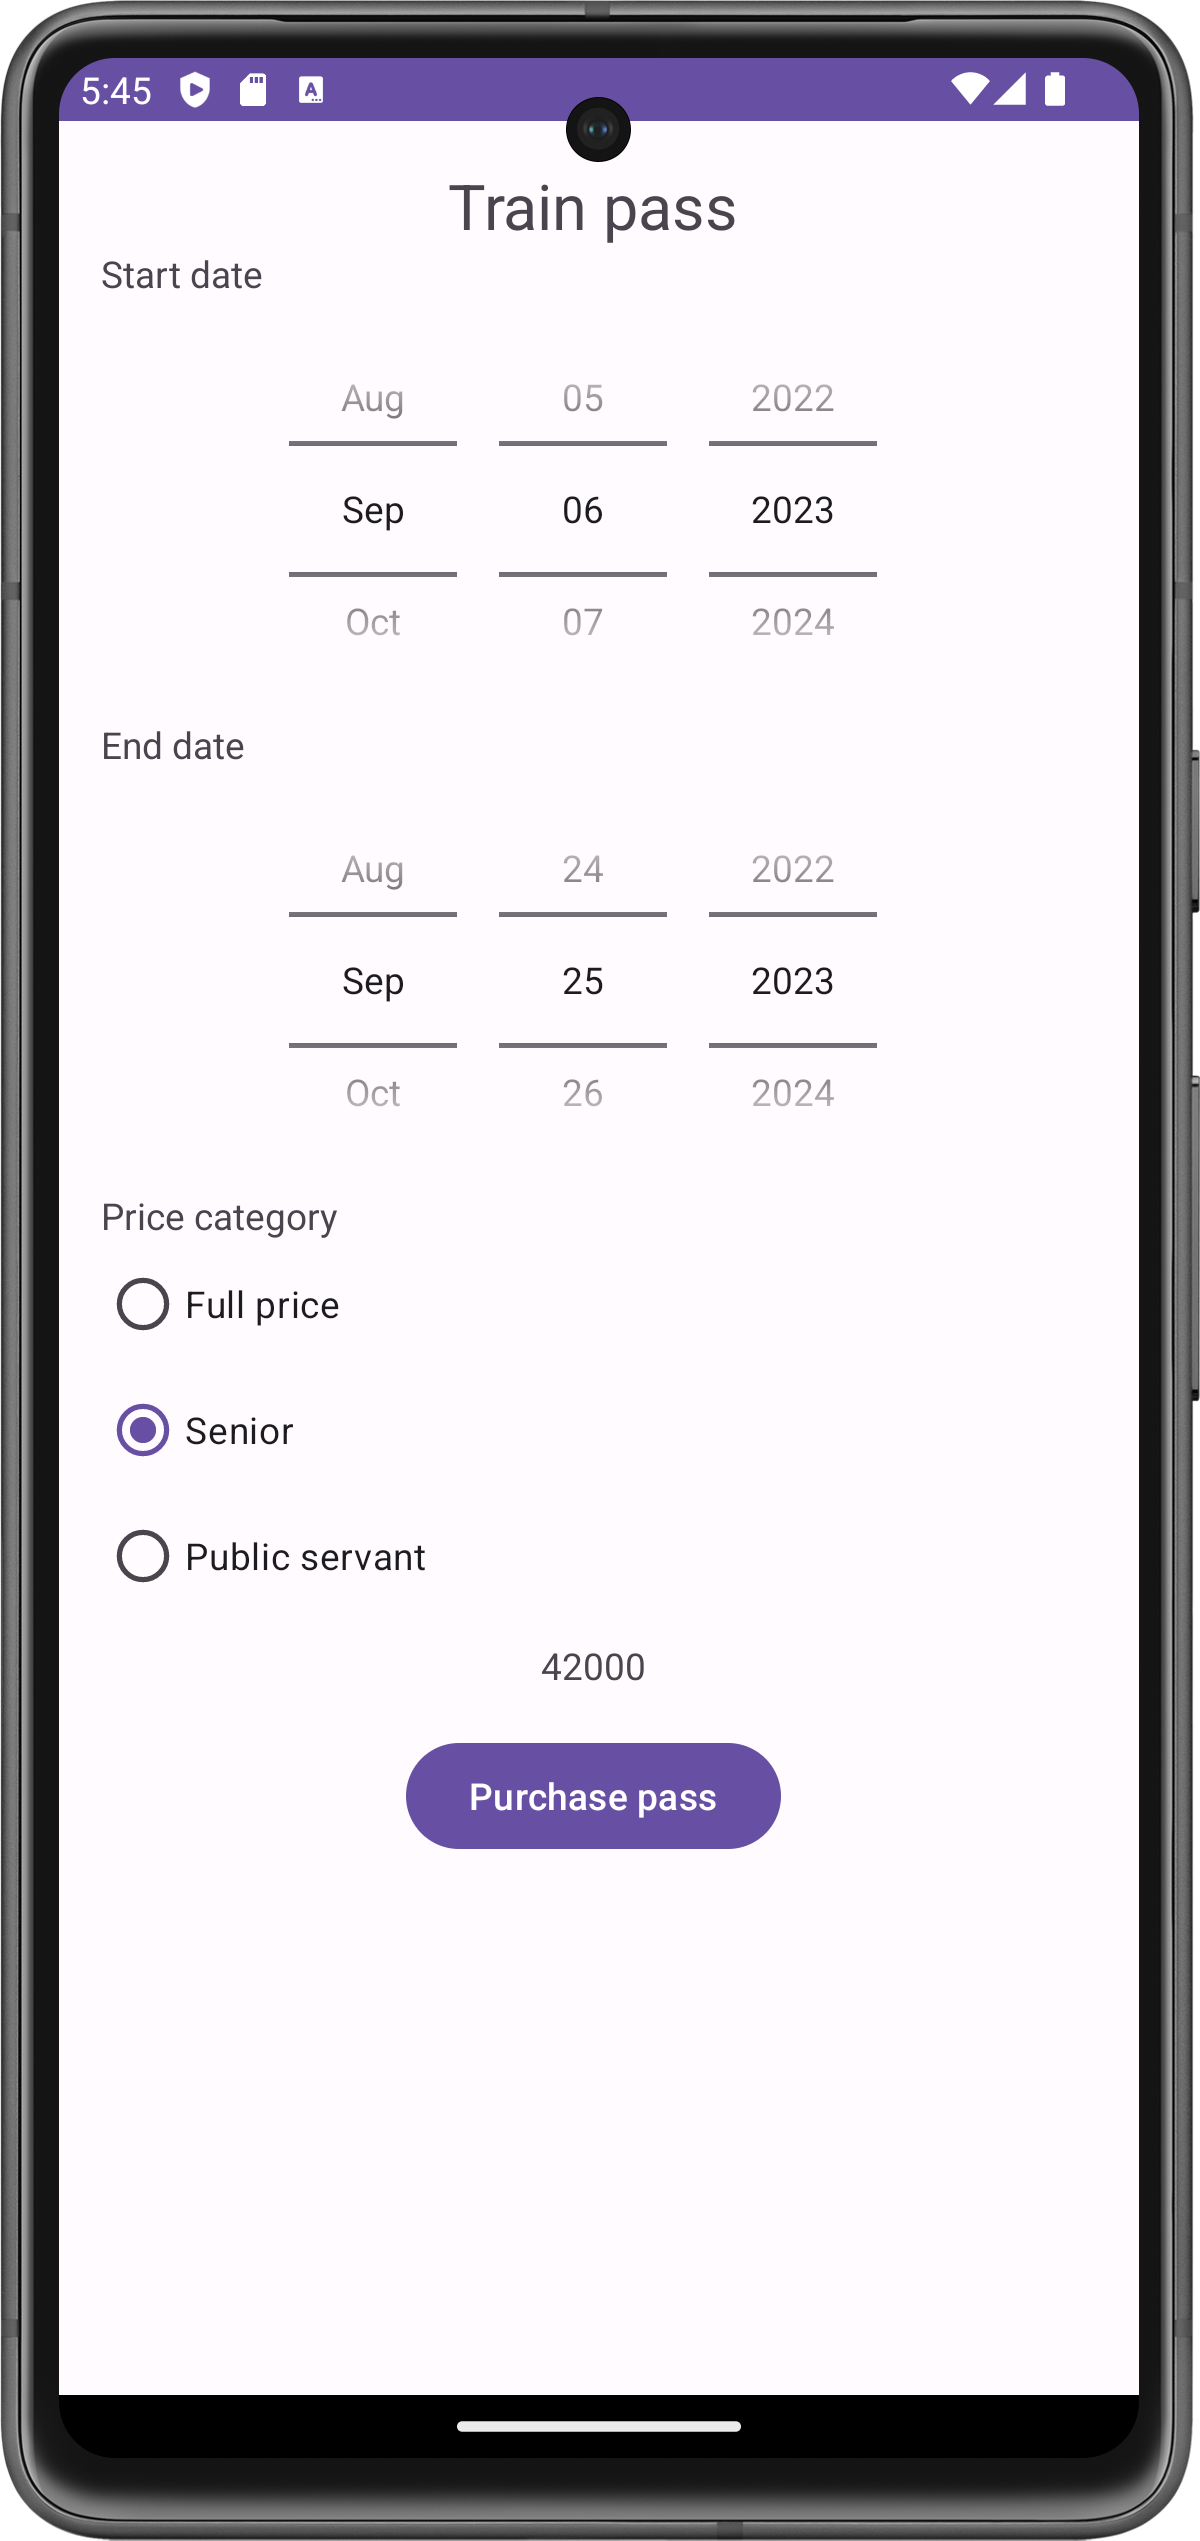 5:45
Train pass
Start date
Aug 05 2022
Sep 06 2023
Oct 07 2024
End date
Aug 24 2022
Sep 25 2023
Oct 26 2024
Price category
Full price
Senior
Public servant
42000
Purchase pass